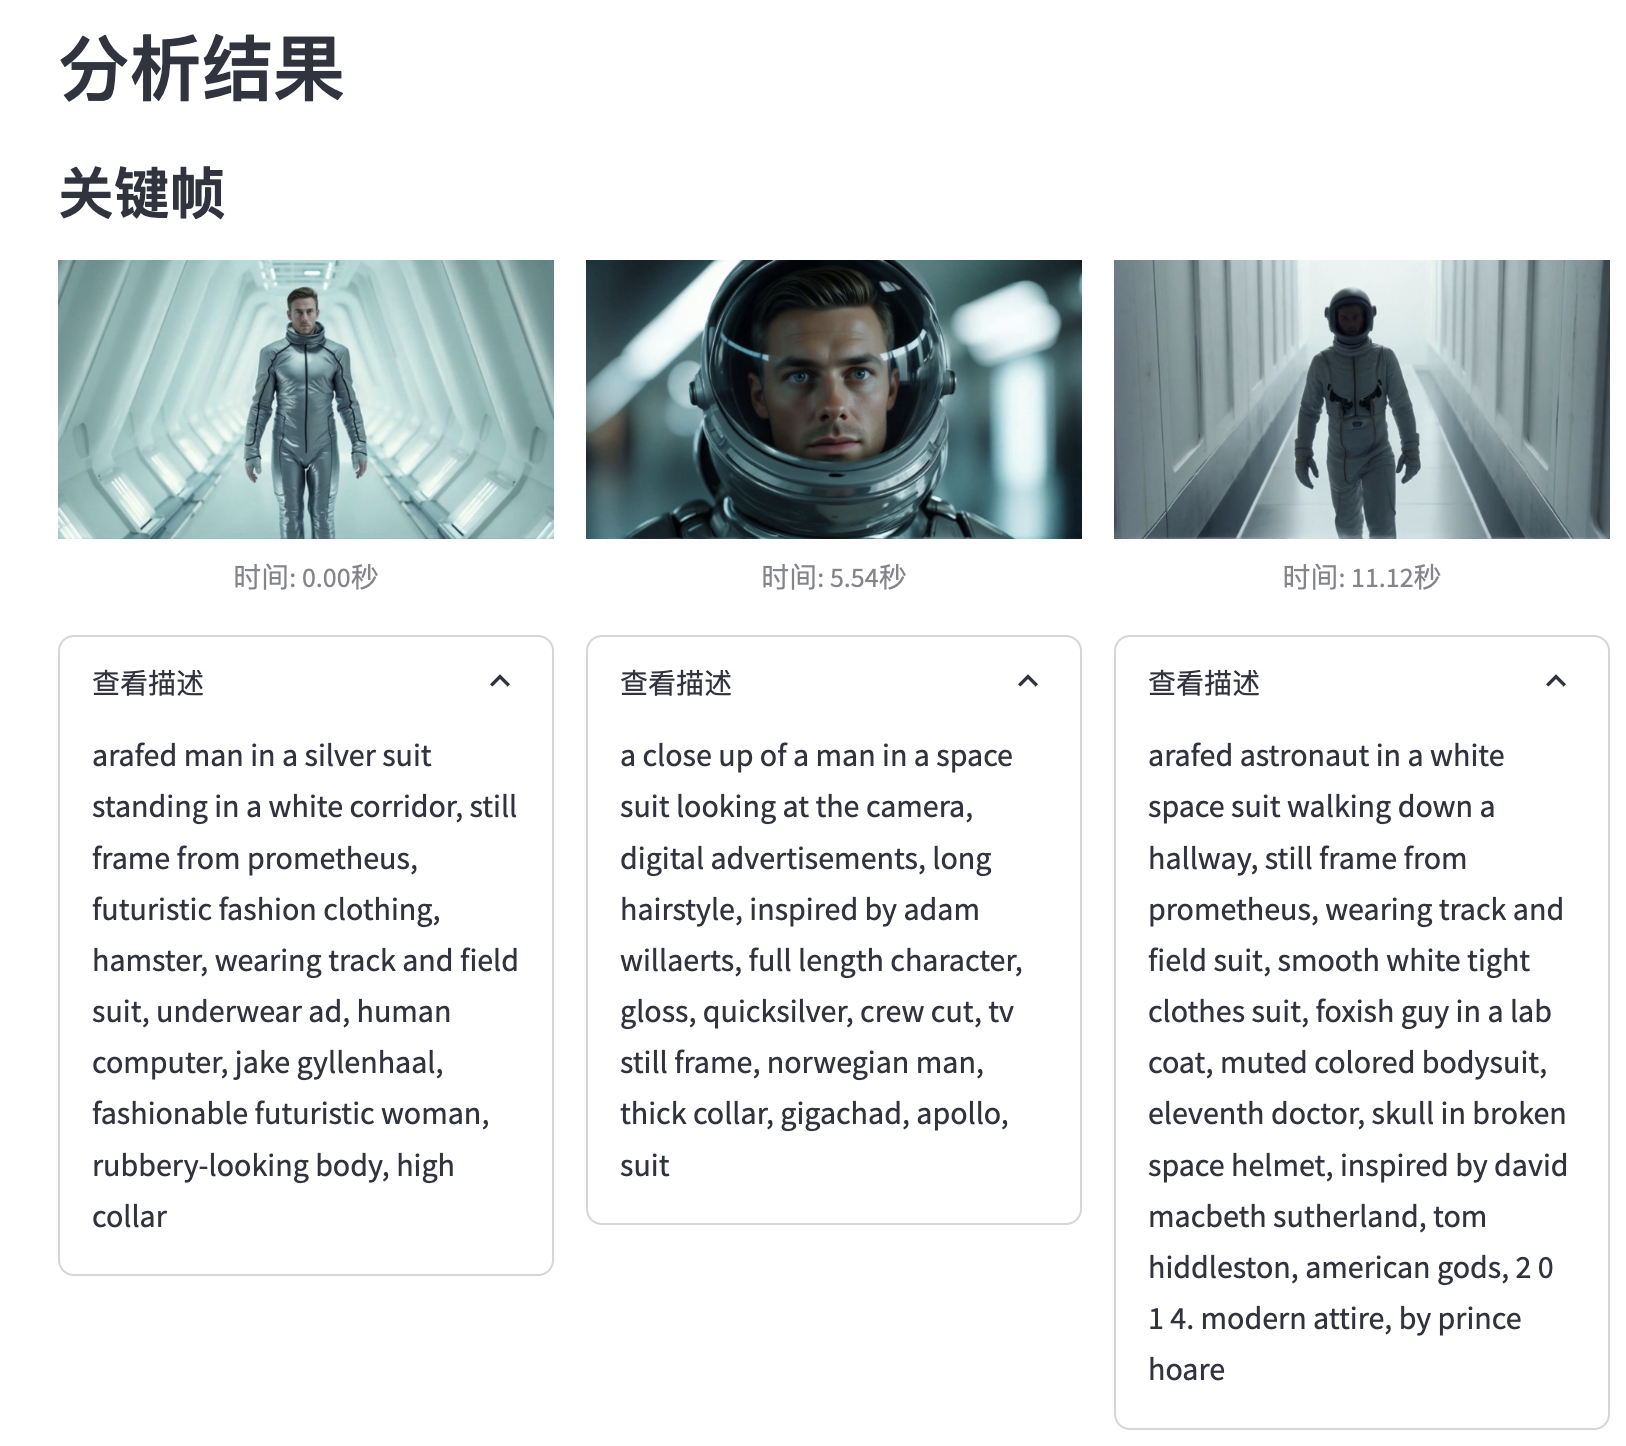 分析结果
关键帧
时间: 0.00秒
时间: 5.54秒
时间: 11.12秒
查看描述
arafed man in a silver suit
standing in a white corridor, still
frame from prometheus,
futuristic fashion clothing,
hamster, wearing track and field
suit, underwear ad, human
computer, jake gyllenhaal,
fashionable futuristic woman,
rubbery-looking body, high
collar
查看描述
a close up of a man in a space
suit looking at the camera,
digital advertisements, long
hairstyle, inspired by adam
willaerts, full length character,
gloss, quicksilver, crew cut, tv
still frame, norwegian man,
thick collar, gigachad, apollo,
suit
查看描述
arafed astronaut in a white
space suit walking down a
hallway, still frame from
prometheus, wearing track and
field suit, smooth white tight
clothes suit, foxish guy in a lab
coat, muted colored bodysuit,
eleventh doctor, skull in broken
space helmet, inspired by david
macbeth sutherland, tom
hiddleston, american gods, 2 0
1 4. modern attire, by prince
hoare